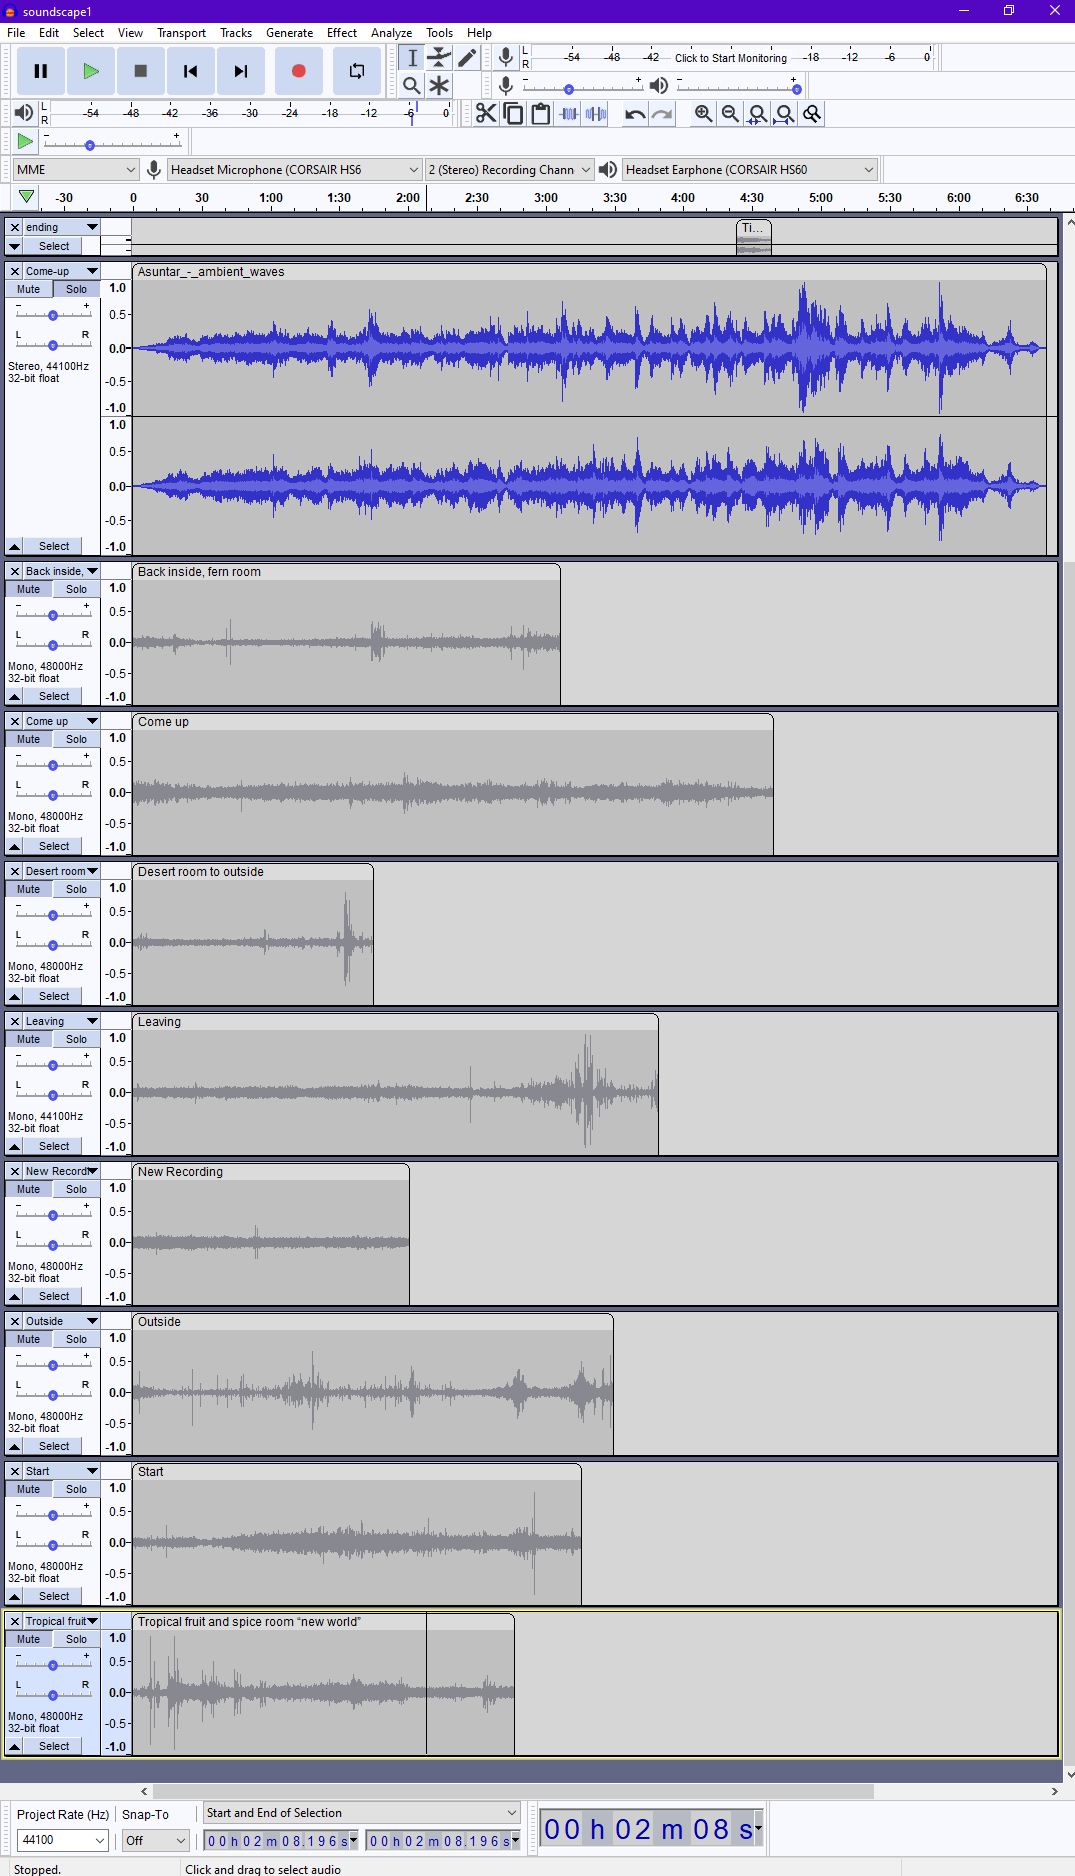 soundscape1
File Edit Select View Transport Tracks Generate Effect Analyze Tools Help
L -54 -48 -42 Click to Start Monitoring -18 -12 -6 0
R
- + - +
L -54 -48 -42 -36 -30 -24 -18 -12 -6 0
R
- +
MME Headset Microphone (CORSAIR HS6 2 (Stereo) Recording Chann Headset Earphone (CORSAIR HS60
-30 0 30 1:00 1:30 2:00 2:30 3:00 3:30 4:00 4:30 5:00 5:30 6:00 6:30
ending Ti...
Select
Come-up Asuntar_-_ambient_waves
Mute Solo 1.0
- + 0.5
L R 0.0
Stereo, 44100Hz
32-bit float -0.5
-1.0
1.0
0.5
0.0
-0.5
Select -1.0
Back inside, Back inside, fern room
Mute Solo 1.0
- + 0.5
L R 0.0
Mono, 48000Hz
32-bit float -0.5
Select -1.0
Come up Come up
Mute Solo 1.0
- + 0.5
L R 0.0
Mono, 48000Hz
32-bit float -0.5
Select -1.0
Desert room Desert room to outside
Mute Solo 1.0
- + 0.5
L R 0.0
Mono, 48000Hz
32-bit float -0.5
Select -1.0
Leaving Leaving
Mute Solo 1.0
- + 0.5
L R 0.0
Mono, 44100Hz
32-bit float -0.5
Select -1.0
New Recordi New Recording
Mute Solo 1.0
- + 0.5
L R 0.0
Mono, 48000Hz
32-bit float -0.5
Select -1.0
Outside Outside
Mute Solo 1.0
- + 0.5
L R 0.0
Mono, 48000Hz
32-bit float -0.5
Select -1.0
Start Start
Mute Solo 1.0
- + 0.5
L R 0.0
Mono, 48000Hz
32-bit float -0.5
Select -1.0
Tropical fruit Tropical fruit and spice room “new world”
Mute Solo 1.0
- + 0.5
L R 0.0
Mono, 48000Hz
32-bit float -0.5
Select -1.0
Project Rate (Hz) Snap-To Start and End of Selection
44100 Off 00h02m08.196s 00h02m08.196s 00 h 02 m 08 s
Stopped. Click and drag to select audio